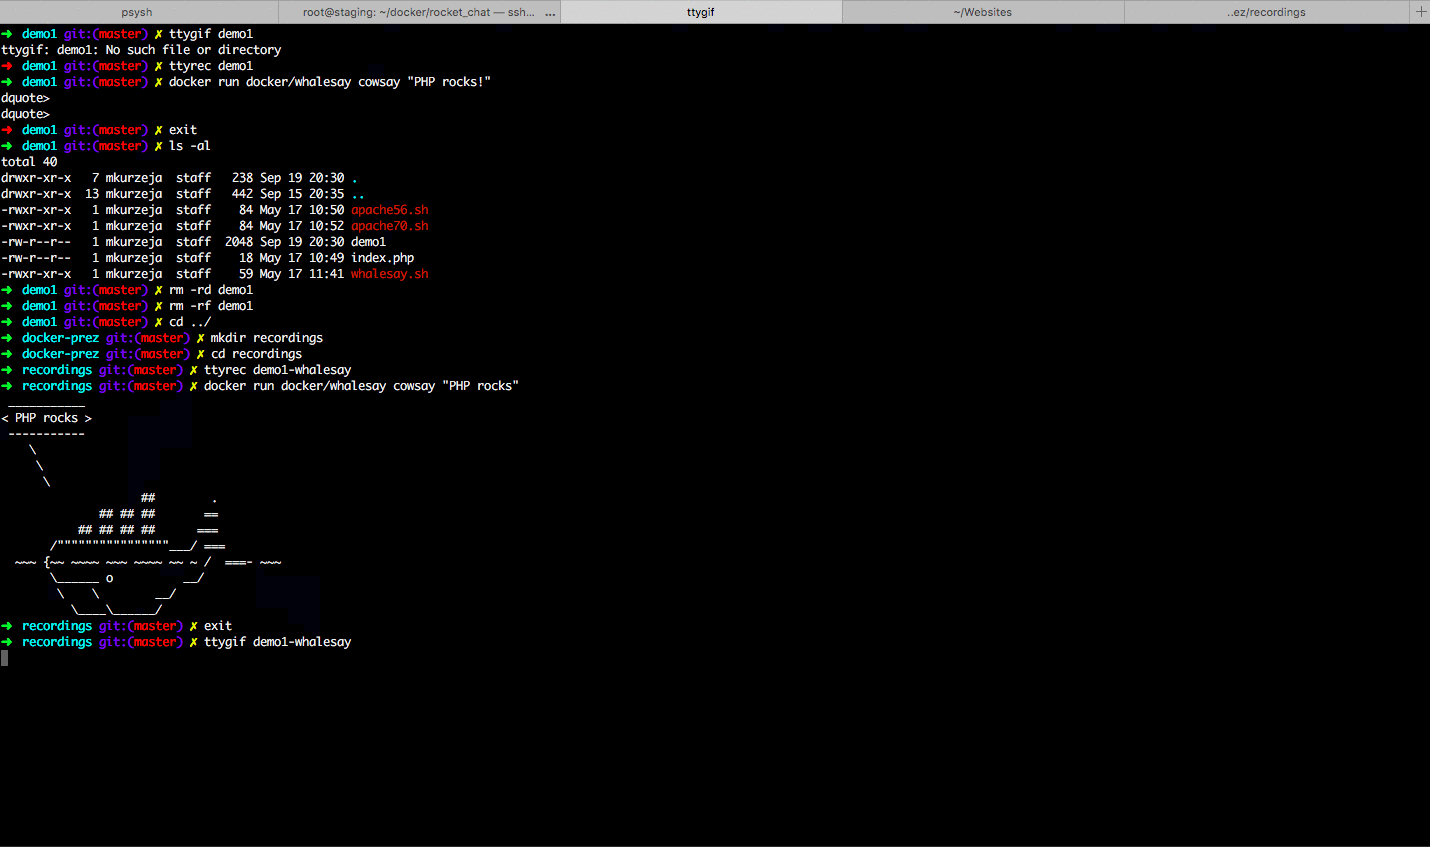 psysh root@staging: ~/docker/rocket_chat — ssh... ... ttygif ~/Websites ..ez/recordings +
➜  demo1 git:(master) ✗ ttygif demo1
ttygif: demo1: No such file or directory
➜  demo1 git:(master) ✗ ttyrec demo1
➜  demo1 git:(master) ✗ docker run docker/whalesay cowsay "PHP rocks!"
dquote>
dquote>
➜  demo1 git:(master) ✗ exit
➜  demo1 git:(master) ✗ ls -al
total 40
drwxr-xr-x   7 mkurzeja  staff   238 Sep 19 20:30 .
drwxr-xr-x  13 mkurzeja  staff   442 Sep 15 20:35 ..
-rwxr-xr-x   1 mkurzeja  staff    84 May 17 10:50 apache56.sh
-rwxr-xr-x   1 mkurzeja  staff    84 May 17 10:52 apache70.sh
-rw-r--r--   1 mkurzeja  staff  2048 Sep 19 20:30 demo1
-rw-r--r--   1 mkurzeja  staff    18 May 17 10:49 index.php
-rwxr-xr-x   1 mkurzeja  staff    59 May 17 11:41 whalesay.sh
➜  demo1 git:(master) ✗ rm -rd demo1
➜  demo1 git:(master) ✗ rm -rf demo1
➜  demo1 git:(master) ✗ cd ../
➜  docker-prez git:(master) ✗ mkdir recordings
➜  docker-prez git:(master) ✗ cd recordings
➜  recordings git:(master) ✗ ttyrec demo1-whalesay
➜  recordings git:(master) ✗ docker run docker/whalesay cowsay "PHP rocks"
 ___________
< PHP rocks >
 -----------
    \
     \
      \
                    ##        .
              ## ## ##       ==
           ## ## ## ##      ===
       /""""""""""""""""___/ ===
  ~~~ {~~ ~~~~ ~~~ ~~~~ ~~ ~ /  ===- ~~~
       \______ o          __/
        \    \        __/
          \____\______/
➜  recordings git:(master) ✗ exit
➜  recordings git:(master) ✗ ttygif demo1-whalesay